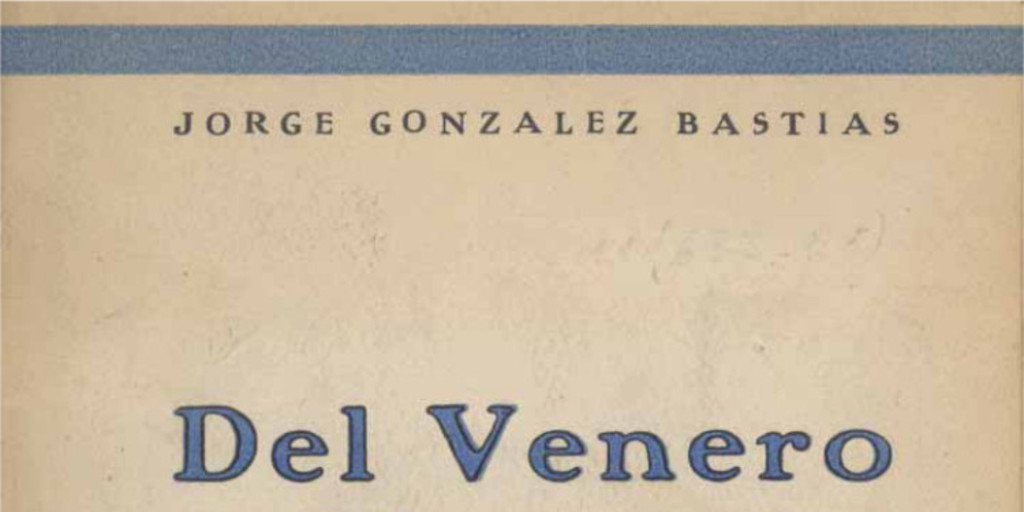 JORGE GONZALEZ BASTIAS
Del Venero